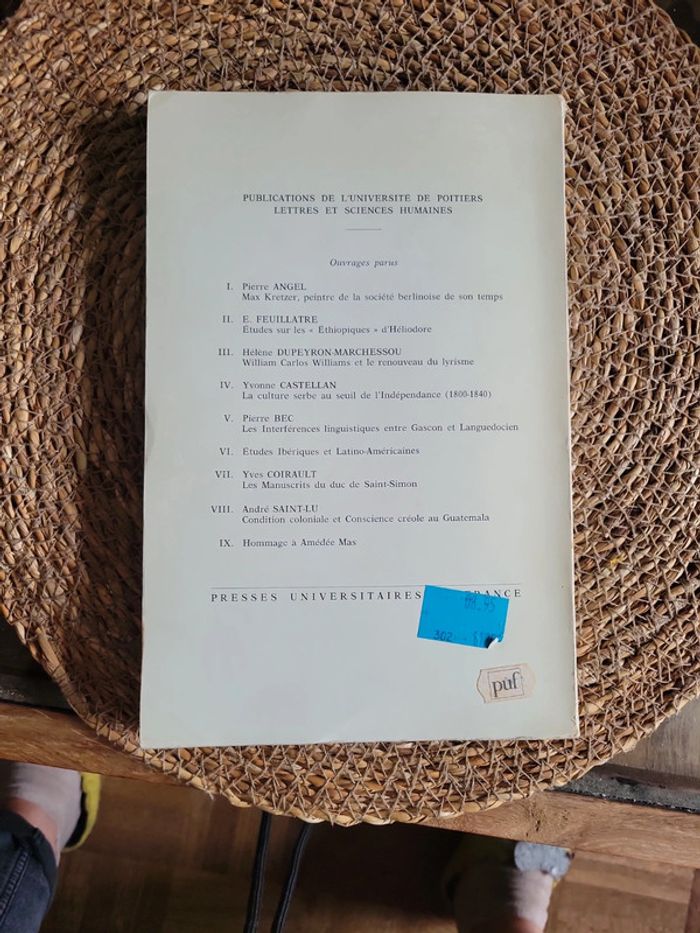 PUBLICATIONS DE L'UNIVERSITÉ DE POITIERS
LETTRES ET SCIENCES HUMAINES
Ouvrages parus
I. Pierre ANGEL
Max Kretzer, peintre de la société berlinoise de son temps
II. E. FEUILLATRE
Études sur les « Éthiopiques » d'Héliodore
III. Hélène DUPEYRON-MARCHESSOU
William Carlos Williams et le renouveau du lyrisme
IV. Yvonne CASTELLAN
La culture serbe au seuil de l'Indépendance (1800-1840)
V. Pierre BEC
Les Interférences linguistiques entre Gascon et Languedocien
VI. Études Ibériques et Latino-Américaines
VII. Yves COIRAULT
Les Manuscrits du duc de Saint-Simon
VIII. André SAINT-LU
Condition coloniale et Conscience créole au Guatemala
IX. Hommage à Amédée Mas
PRESSES UNIVERSITAIRES RANCE
302
puf